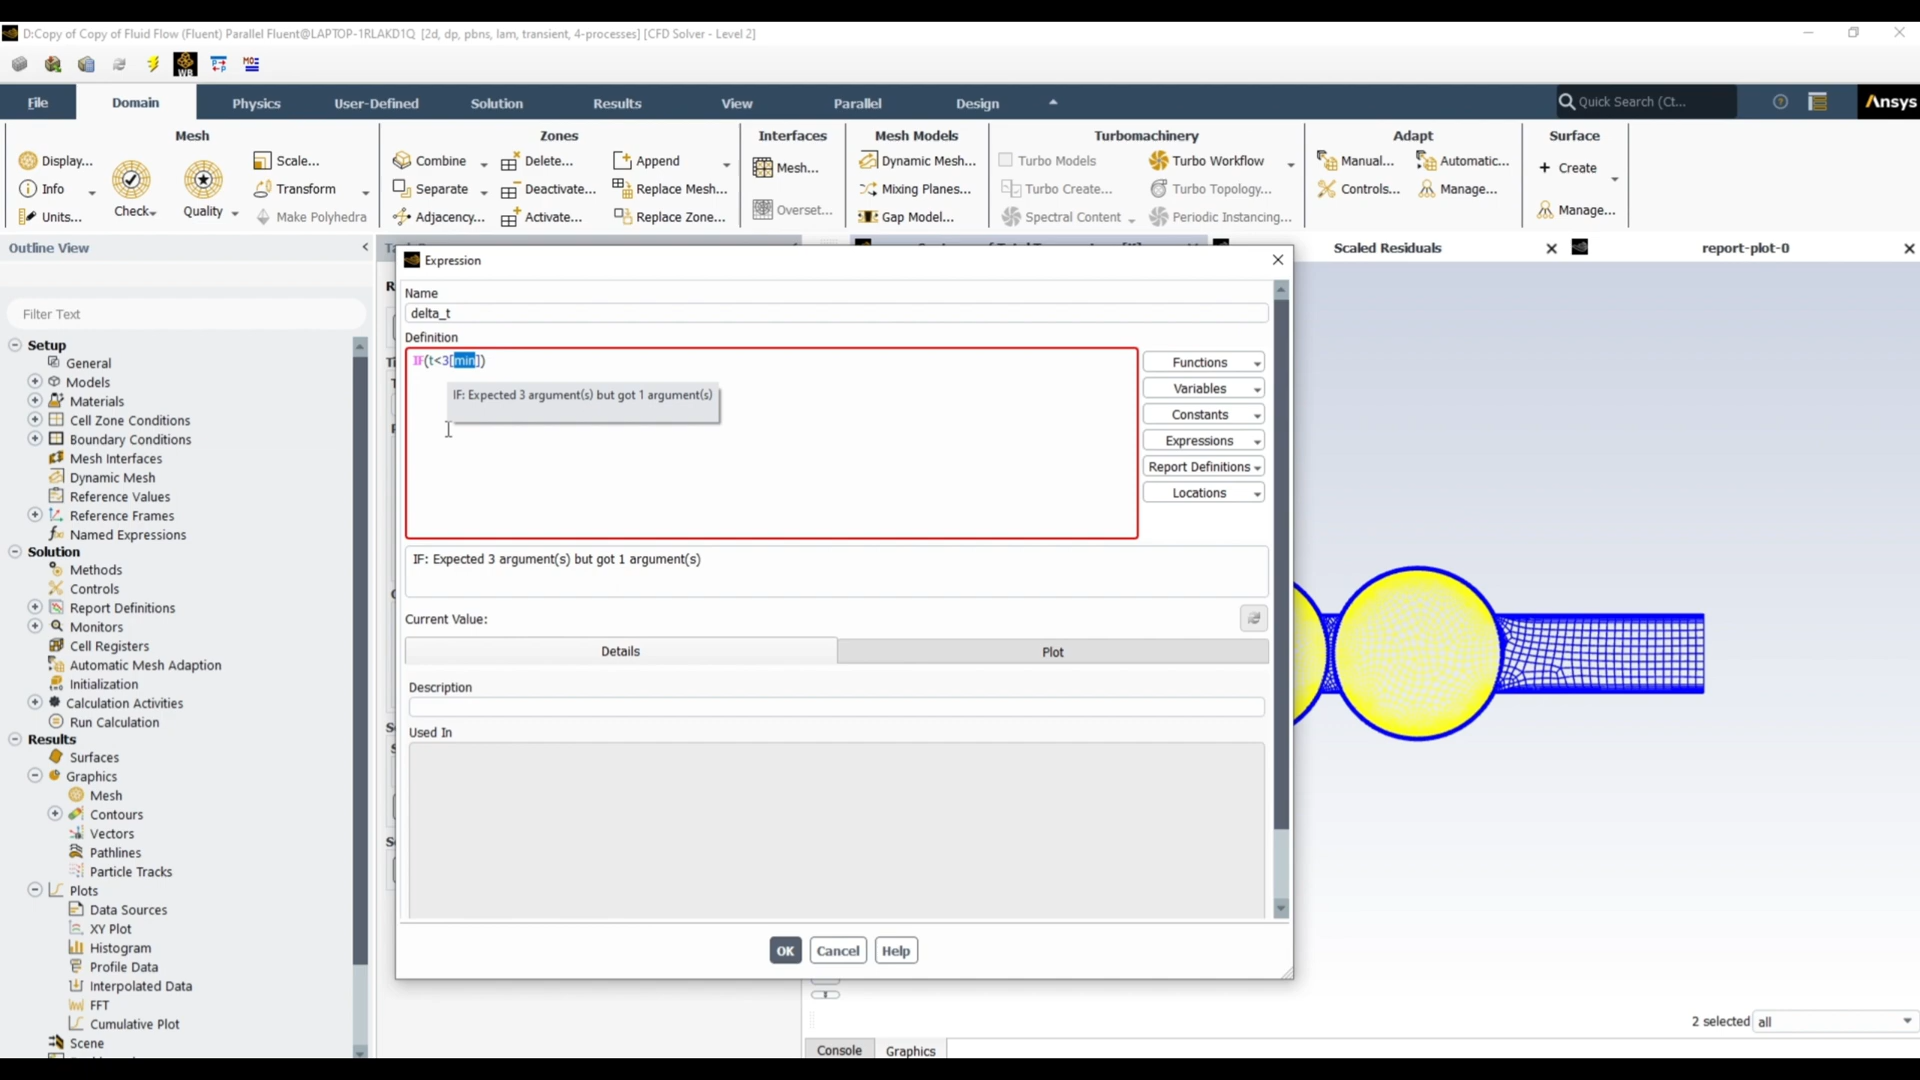 D:Copy of Copy of Fluid Flow (Fluent) Parallel Fluent@LAPTOP-1RLAKD1Q [2d, dp, pbns, lam, transient, 4-processes] [CFD Solver - Level 2]
File
Domain
Physics
User-Defined
Solution
Results
View
Parallel
Design
Quick Search (Ct...
Ansys
Mesh
Display...
Info
Units...
Check
Quality
Scale...
Transform
Make Polyhedra
Zones
Combine
Separate
Adjacency...
Delete...
Deactivate...
Activate...
Append
Replace Mesh...
Replace Zone...
Interfaces
Mesh...
Overset...
Mesh Models
Dynamic Mesh...
Mixing Planes...
Gap Model...
Turbomachinery
Turbo Models
Turbo Create...
Spectral Content
Turbo Workflow
Turbo Topology...
Periodic Instancing...
Adapt
Manual...
Controls...
Automatic...
Manage...
Surface
Create
Manage...
Outline View
Filter Text
Setup
General
Models
Materials
Cell Zone Conditions
Boundary Conditions
Mesh Interfaces
Dynamic Mesh
Reference Values
Reference Frames
Named Expressions
Solution
Methods
Controls
Report Definitions
Monitors
Cell Registers
Automatic Mesh Adaption
Initialization
Calculation Activities
Run Calculation
Results
Surfaces
Graphics
Mesh
Contours
Vectors
Pathlines
Particle Tracks
Plots
Data Sources
XY Plot
Histogram
Profile Data
Interpolated Data
FFT
Cumulative Plot
Scene
Scaled Residuals
report-plot-0
Expression
Name
delta_t
Definition
IF(t<3[min])
IF: Expected 3 argument(s) but got 1 argument(s)
Functions
Variables
Constants
Expressions
Report Definitions
Locations
IF: Expected 3 argument(s) but got 1 argument(s)
Current Value:
Details
Plot
Description
Used In
OK
Cancel
Help
2 selected
all
Console
Graphics